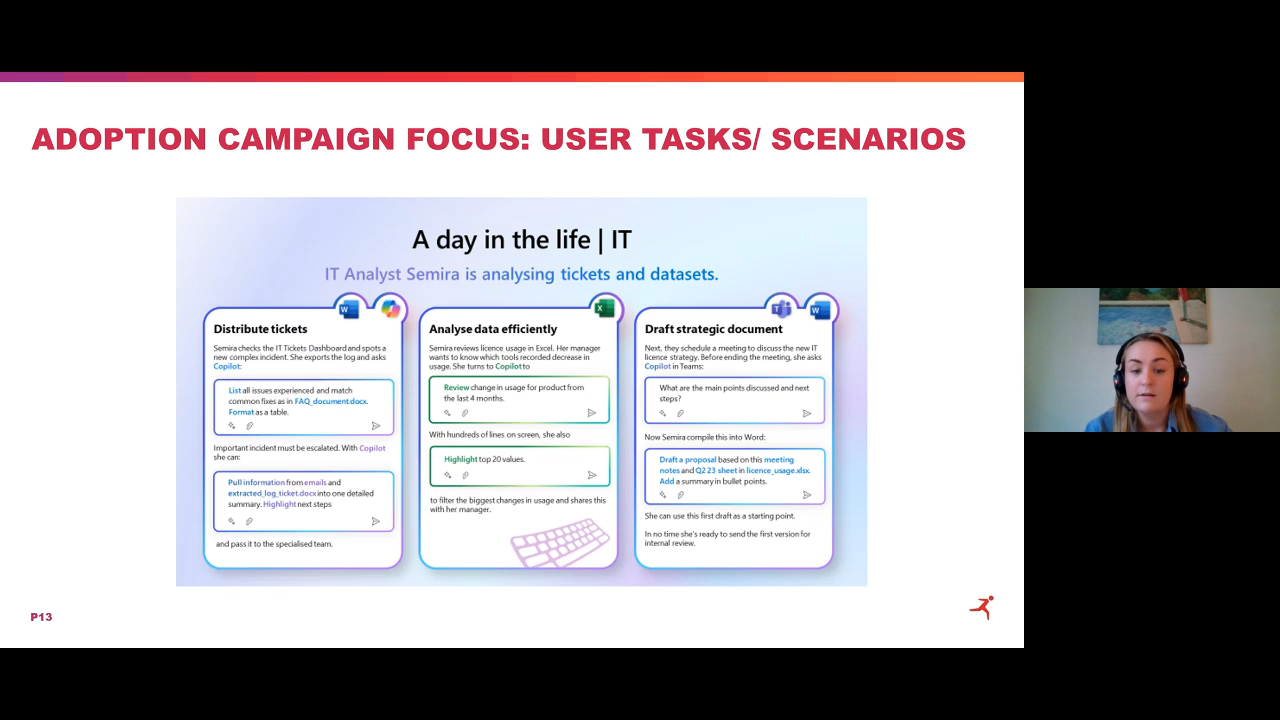 ADOPTION CAMPAIGN FOCUS: USER TASKS/ SCENARIOS
A day in the life | IT
IT Analyst Semira is analysing tickets and datasets.
Distribute tickets
Semira checks the IT Tickets Dashboard and spots a
new complex incident. She exports the log and asks
Copilot:
List all issues experienced and match
common fixes as in FAQ_document.docx.
Format as a table.
Important incident must be escalated. With Copilot
she can:
Pull information from emails and
extracted_log_ticket.docx into one detailed
summary. Highlight next steps
and pass it to the specialised team.
Analyse data efficiently
Semira reviews licence usage in Excel. Her manager
wants to know which tools recorded decrease in
usage. She turns to Copilot to
Review change in usage for product from
the last 4 months.
With hundreds of lines on screen, she also
Highlight top 20 values.
to filter the biggest changes in usage and shares this
with her manager.
Draft strategic document
Next, they schedule a meeting to discuss the new IT
licence strategy. Before ending the meeting, she asks
Copilot in Teams:
What are the main points discussed and next
steps?
Now Semira compile this into Word:
Draft a proposal based on this meeting
notes and Q2 23 sheet in licence_usage.xlsx.
Add a summary in bullet points.
She can use this first draft as a starting point.
In no time she's ready to send the first version for
internal review.
P13